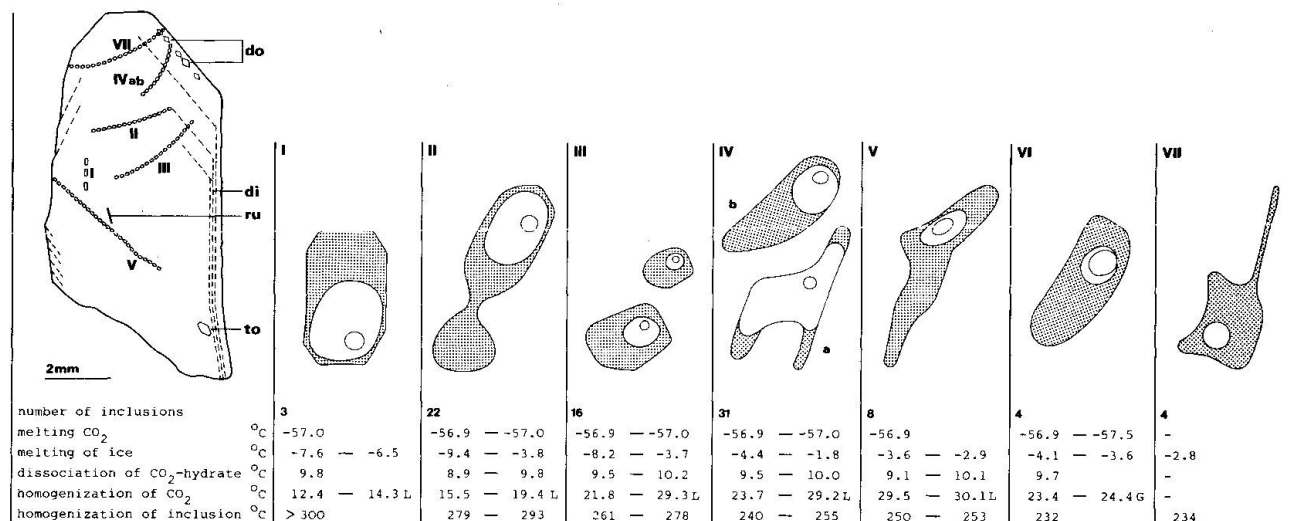 VII
do
IVab
II
I
III
di
ru
V
to
2mm
I II III IV V VI VII
b
a
number of inclusions 3 22 16 31 8 4 4
melting CO2 °C -57.0 -56.9 — -57.0 -56.9 — -57.0 -56.9 — -57.0 -56.9 -56.9 — -57.5 -
melting of ice °C -7.6 — -6.5 -9.4 — -3.8 -8.2 — -3.7 -4.4 — -1.8 -3.6 — -2.9 -4.1 — -3.6 -2.8
dissociation of CO2-hydrate °C 9.8 8.9 — 9.8 9.5 — 10.2 9.5 — 10.0 9.1 — 10.1 9.7 -
homogenization of CO2 °C 12.4 — 14.3L 15.5 — 19.4L 21.8 — 29.3L 23.7 — 29.2L 29.5 — 30.1L 23.4 — 24.4G -
homogenization of inclusion °C > 300 279 — 293 261 — 278 240 — 255 250 — 253 232 234